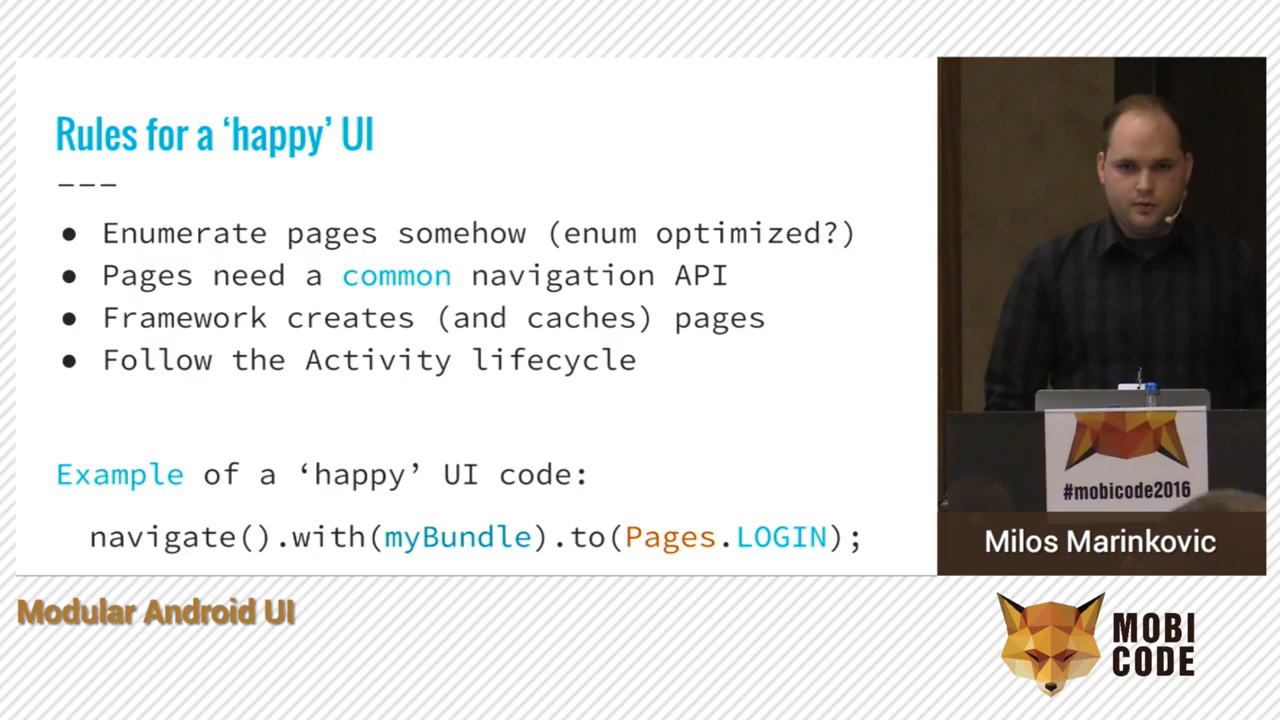 Rules for a ‘happy’ UI
---
● Enumerate pages somehow (enum optimized?)
● Pages need a common navigation API
● Framework creates (and caches) pages
● Follow the Activity lifecycle
Example of a ‘happy’ UI code:
navigate().with(myBundle).to(Pages.LOGIN);
#mobicode2016
Milos Marinkovic
Modular Android UI
MOBI
CODE